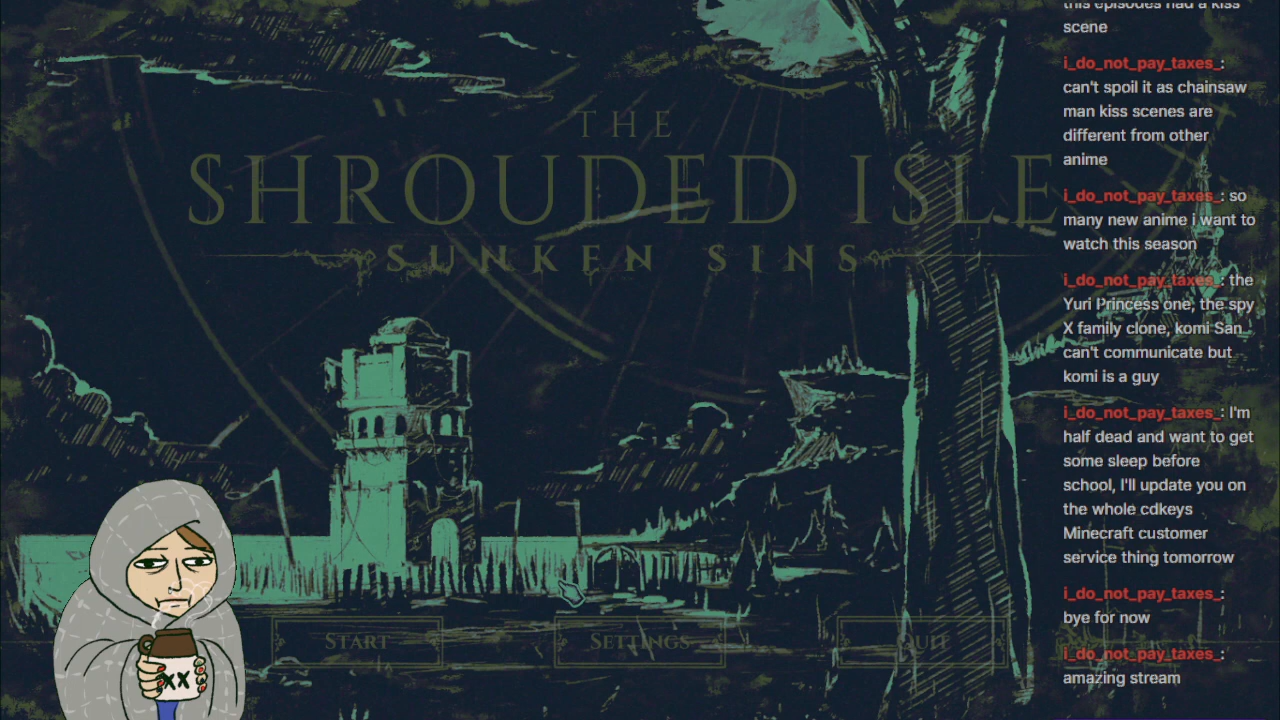 THE
SHROUDED ISLE
SUNKEN SINS
START
SETTINGS
QUIT
XX
this episodes had a kiss
scene
i_do_not_pay_taxes_:
can't spoil it as chainsaw
man kiss scenes are
different from other
anime
i_do_not_pay_taxes_: so
many new anime i want to
watch this season
i_do_not_pay_taxes_: the
Yuri Princess one, the spy
X family clone, komi San
can't communicate but
komi is a guy
i_do_not_pay_taxes_: I'm
half dead and want to get
some sleep before
school, I'll update you on
the whole cdkeys
Minecraft customer
service thing tomorrow
i_do_not_pay_taxes_:
bye for now
i_do_not_pay_taxes_:
amazing stream